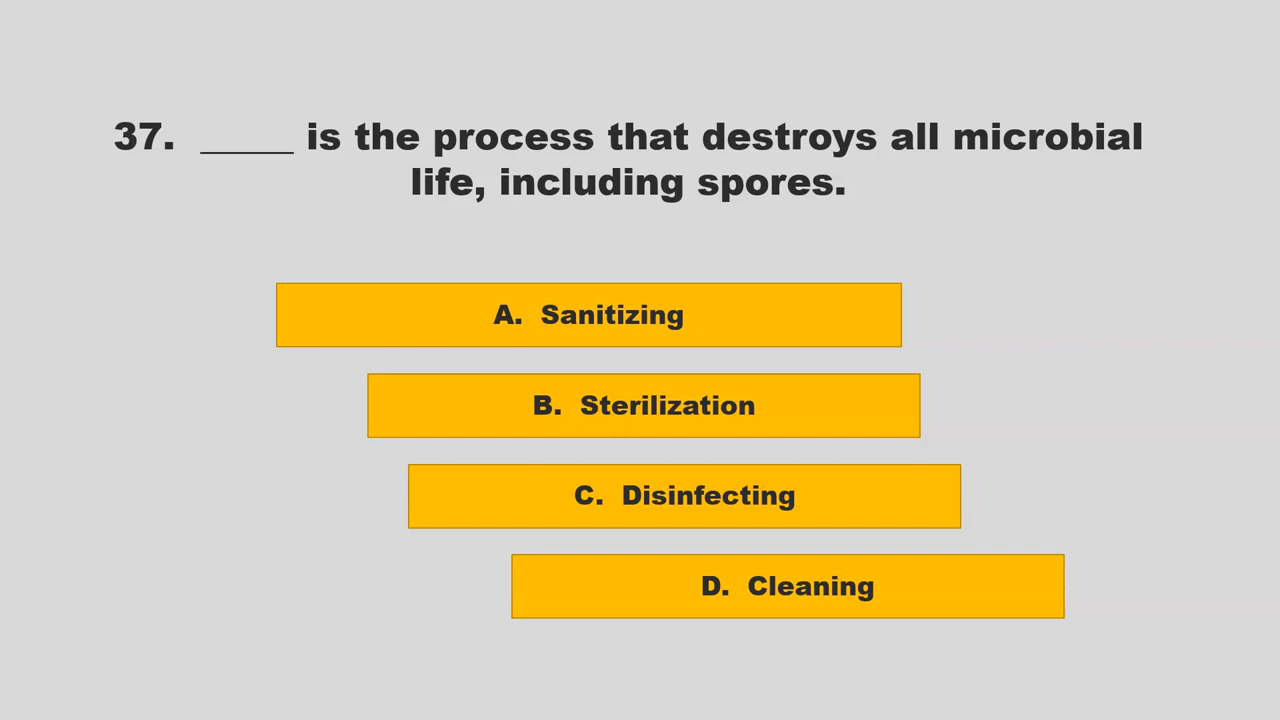 37.  _____ is the process that destroys all microbial
life, including spores.
A.  Sanitizing
B.  Sterilization
C.  Disinfecting
D.  Cleaning